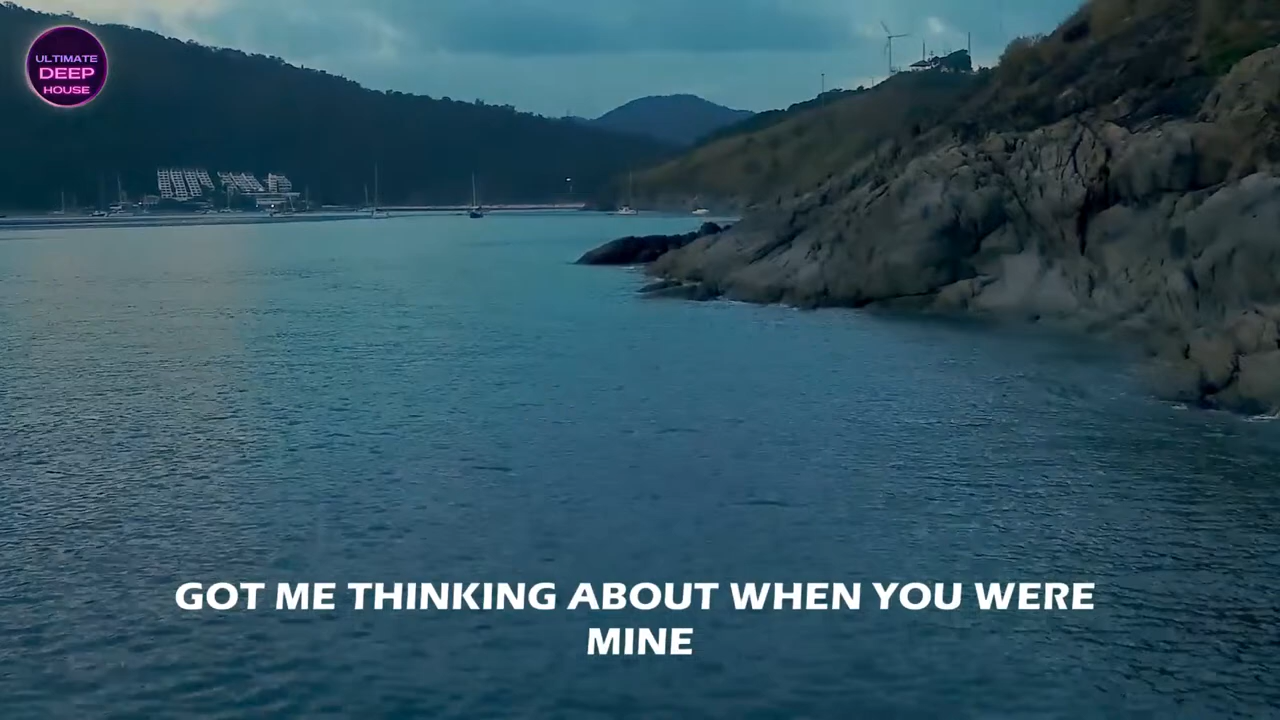 ULTIMATE
DEEP
HOUSE
GOT ME THINKING ABOUT WHEN YOU WERE
MINE